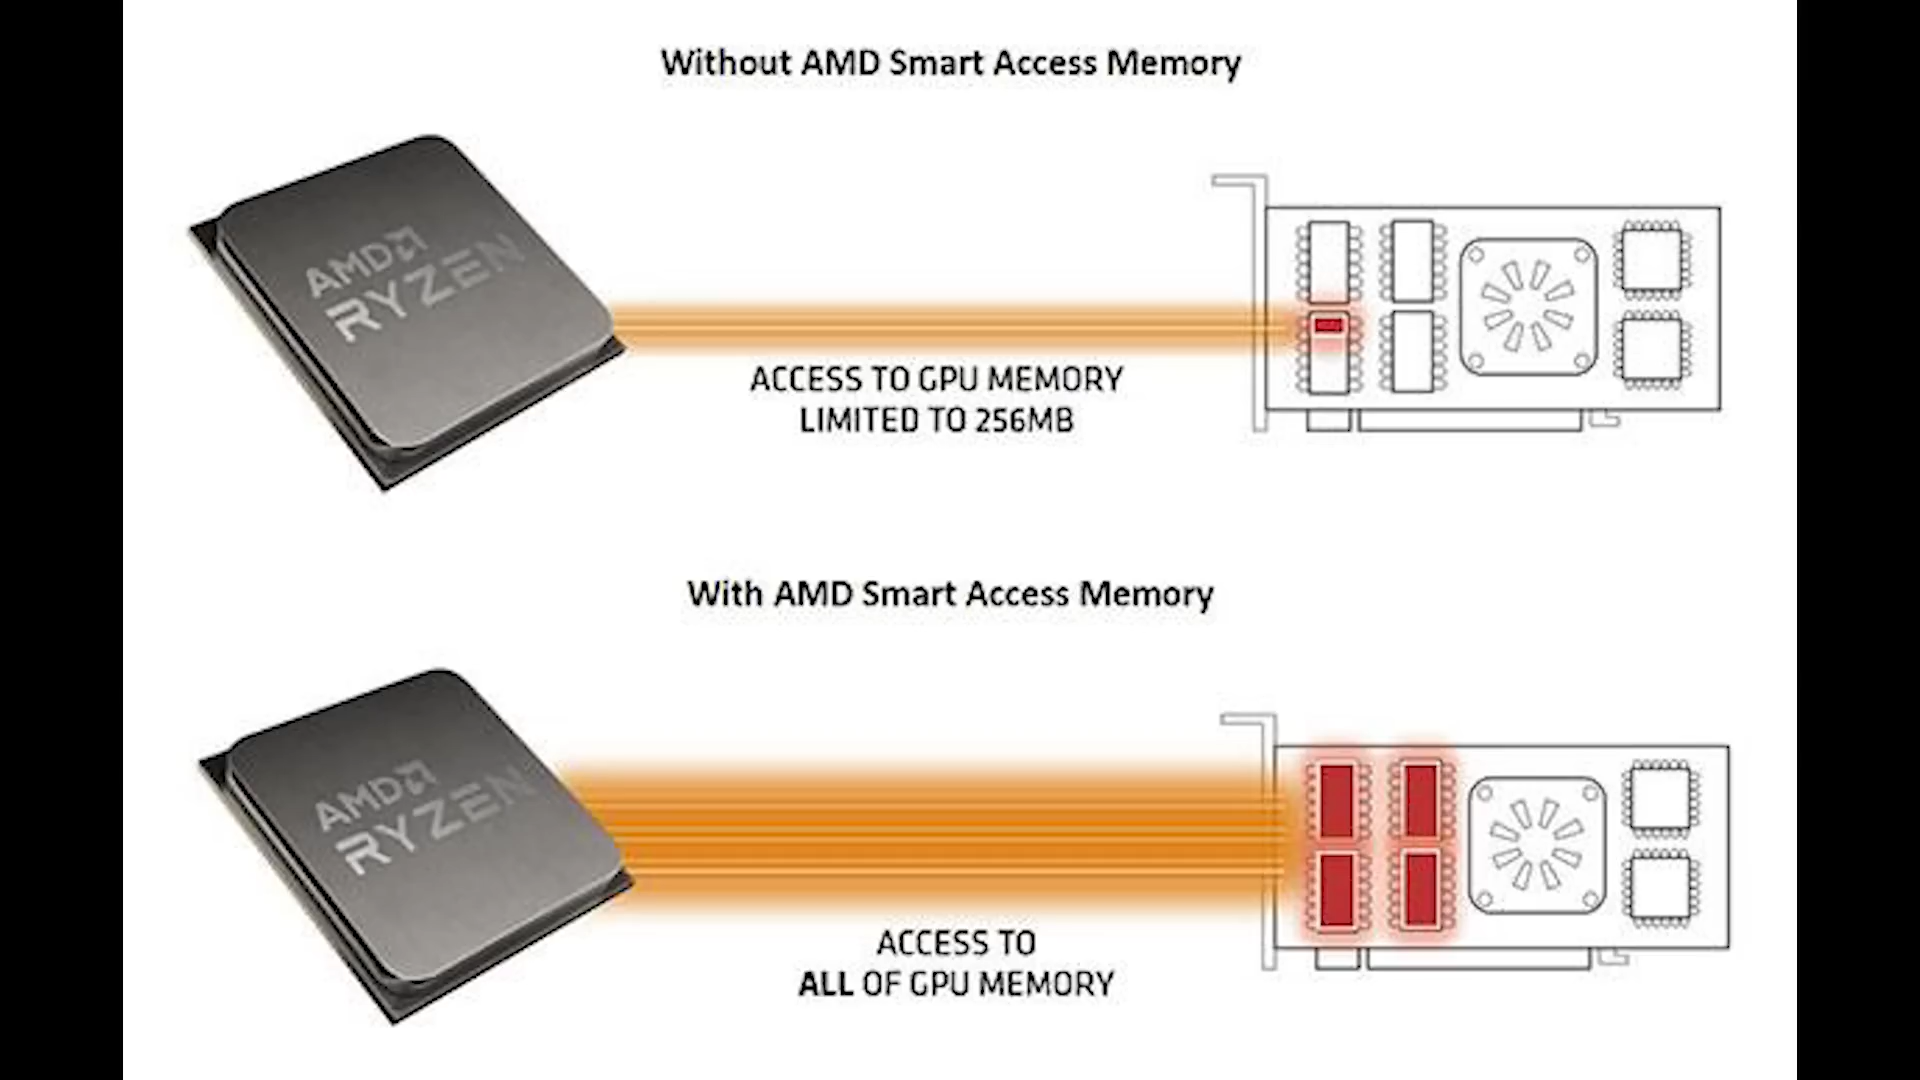 Without AMD Smart Access Memory
AMD
RYZEN
ACCESS TO GPU MEMORY
LIMITED TO 256MB
With AMD Smart Access Memory
AMD
RYZEN
ACCESS TO
ALL OF GPU MEMORY